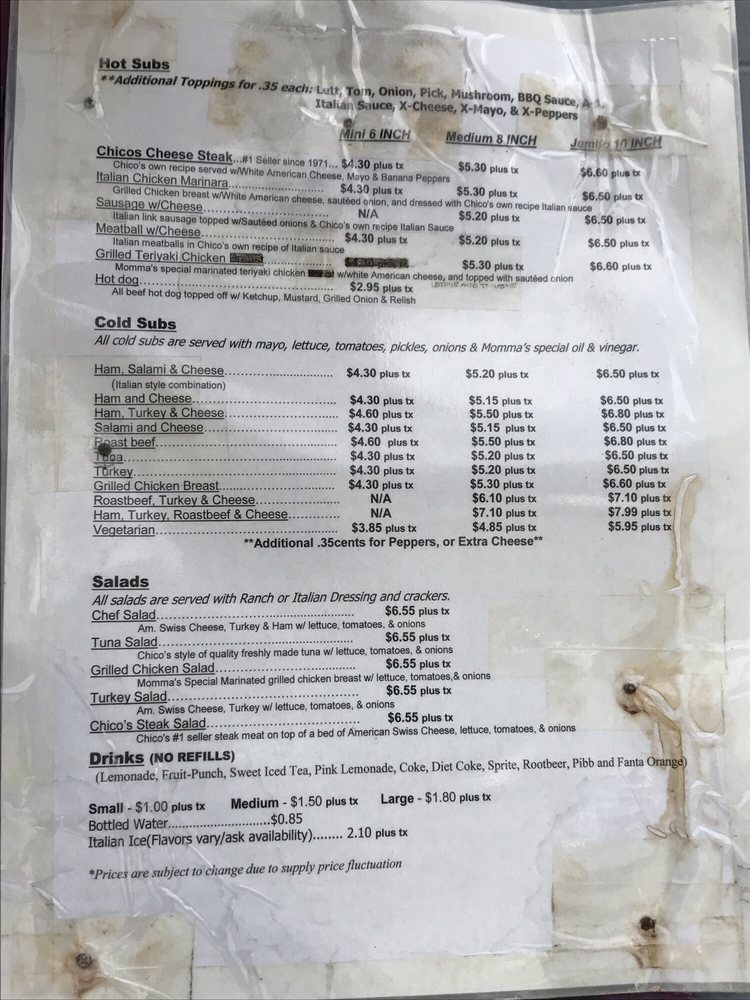 Hot Subs
**Additional Toppings for .35 each: Lett, Tom, Onion, Pick, Mushroom, BBQ Sauce, A-1,
Italian Sauce, X-Cheese, X-Mayo, & X-Peppers
Mini 6 INCH Medium 8 INCH Jumbo 10 INCH
Chicos Cheese Steak...#1 Seller since 1971... $4.30 plus tx $5.30 plus tx $6.60 plus tx
Chico's own recipe served w/White American Cheese, Mayo & Banana Peppers
Italian Chicken Marinara....................... $4.30 plus tx $5.30 plus tx $6.50 plus tx
Grilled Chicken breast w/White American cheese, sautéed onion, and dressed with Chico's own recipe Italian sauce
Sausage w/Cheese............................... N/A $5.20 plus tx $6.50 plus tx
Italian link sausage topped w/Sautéed onions & Chico's own recipe Italian Sauce
Meatball w/Cheese.............................. $4.30 plus tx $5.20 plus tx $6.50 plus tx
Italian meatballs in Chico's own recipe of italian sauce
Grilled Teriyaki Chicken Breast................ $5.30 plus tx $6.60 plus tx
Momma's special marinated teriyaki chicken w/white American cheese, and topped with sautéed onion
Hot dog........................................ $2.95 plus tx
All beef hot dog topped off w/ Ketchup, Mustard, Grilled Onion & Relish
Cold Subs
All cold subs are served with mayo, lettuce, tomatoes, pickles, onions & Momma's special oil & vinegar.
Ham, Salami & Cheese............................ $4.30 plus tx $5.20 plus tx $6.50 plus tx
(Italian style combination)
Ham and Cheese.................................. $4.30 plus tx $5.15 plus tx $6.50 plus tx
Ham, Turkey & Cheese............................ $4.60 plus tx $5.50 plus tx $6.80 plus tx
Salami and Cheese............................... $4.30 plus tx $5.15 plus tx $6.50 plus tx
Roast beef...................................... $4.60 plus tx $5.50 plus tx $6.80 plus tx
Tuna............................................ $4.30 plus tx $5.20 plus tx $6.50 plus tx
Turkey.......................................... $4.30 plus tx $5.20 plus tx $6.50 plus tx
Grilled Chicken Breast.......................... $4.30 plus tx $5.30 plus tx $6.60 plus tx
Roastbeef, Turkey & Cheese...................... N/A $6.10 plus tx $7.10 plus tx
Ham, Turkey, Roastbeef & Cheese................. N/A $7.10 plus tx $7.99 plus tx
Vegetarian...................................... $3.85 plus tx $4.85 plus tx $5.95 plus tx
**Additional .35cents for Peppers, or Extra Cheese**
Salads
All salads are served with Ranch or Italian Dressing and crackers.
Chef Salad...................................... $6.55 plus tx
Am. Swiss Cheese, Turkey & Ham w/ lettuce, tomatoes, & onions
Tuna Salad...................................... $6.55 plus tx
Chico's style of quality freshly made tuna w/ lettuce, tomatoes, & onions
Grilled Chicken Salad........................... $6.55 plus tx
Momma's Special Marinated grilled chicken breast w/ lettuce, tomatoes,& onions
Turkey Salad.................................... $6.55 plus tx
Am. Swiss Cheese, Turkey w/ lettuce, tomatoes, & onions
Chico's Steak Salad............................. $6.55 plus tx
Chico's #1 seller steak meat on top of a bed of American Swiss Cheese, lettuce, tomatoes, & onions
Drinks (NO REFILLS)
(Lemonade, Fruit-Punch, Sweet Iced Tea, Pink Lemonade, Coke, Diet Coke, Sprite, Rootbeer, Pibb and Fanta Orange)
Small - $1.00 plus tx Medium - $1.50 plus tx Large - $1.80 plus tx
Bottled Water.......................$0.85
Italian Ice(Flavors vary/ask availability)........ 2.10 plus tx
*Prices are subject to change due to supply price fluctuation